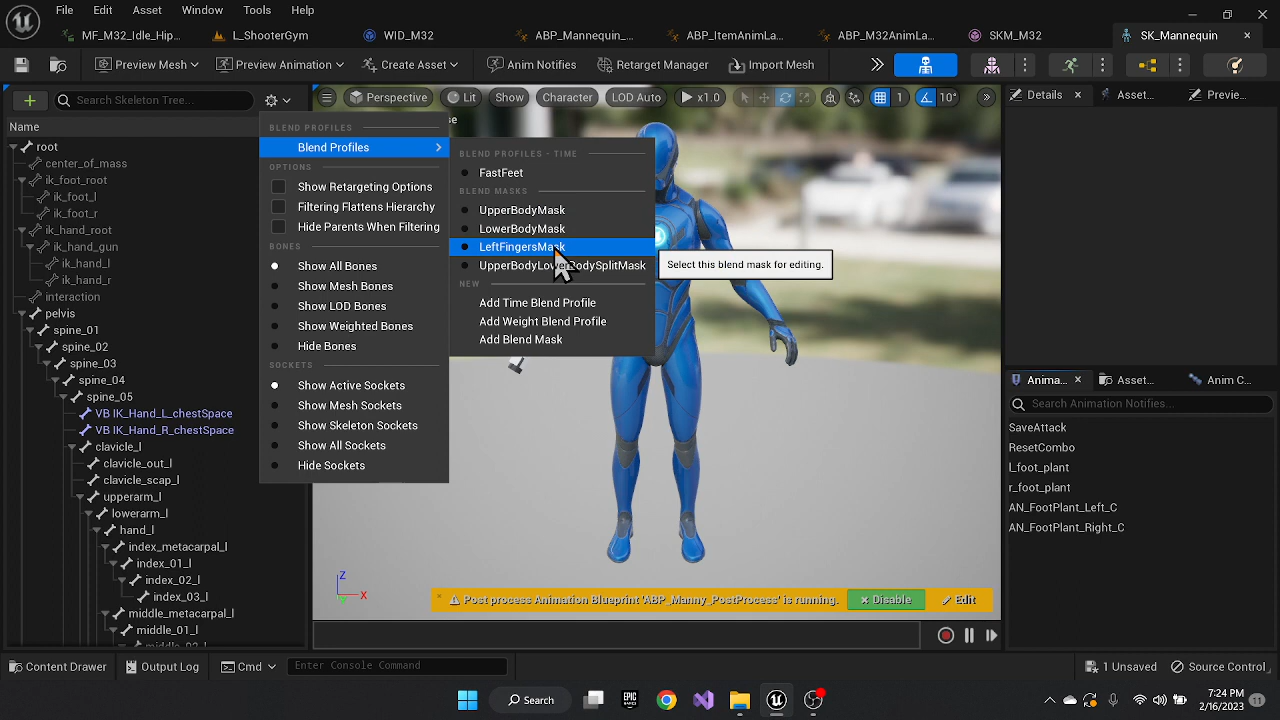 File Edit Asset Window Tools Help
MF_M32_Idle_Hip... L_ShooterGym WID_M32 ABP_Mannequin_... ABP_ItemAnimLa... ABP_M32AnimLa... SKM_M32 SK_Mannequin
Preview Mesh Preview Animation Create Asset Anim Notifies Retarget Manager Import Mesh
Search Skeleton Tree...
Perspective Lit Show Character LOD Auto x1.0 1 10°
Details Asset... Previe...
Name
root
center_of_mass
ik_foot_root
ik_foot_l
ik_foot_r
ik_hand_root
ik_hand_gun
ik_hand_l
ik_hand_r
interaction
pelvis
spine_01
spine_02
spine_03
spine_04
spine_05
VB IK_Hand_L_chestSpace
VB IK_Hand_R_chestSpace
clavicle_l
clavicle_out_l
clavicle_scap_l
upperarm_l
lowerarm_l
hand_l
index_metacarpal_l
index_01_l
index_02_l
index_03_l
middle_metacarpal_l
middle_01_l
BLEND PROFILES
Blend Profiles
OPTIONS
Show Retargeting Options
Filtering Flattens Hierarchy
Hide Parents When Filtering
BONES
Show All Bones
Show Mesh Bones
Show LOD Bones
Show Weighted Bones
Hide Bones
SOCKETS
Show Active Sockets
Show Mesh Sockets
Show Skeleton Sockets
Show All Sockets
Hide Sockets
se
BLEND PROFILES - TIME
FastFeet
BLEND MASKS
UpperBodyMask
LowerBodyMask
LeftFingersMask
UpperBodyLowerBodySplitMask
NEW
Add Time Blend Profile
Add Weight Blend Profile
Add Blend Mask
Select this blend mask for editing.
Z
X
Post process Animation Blueprint 'ABP_Manny_PostProcess' is running. Disable Edit
Anima... Asset... Anim C...
Search Animation Notifies...
SaveAttack
ResetCombo
l_foot_plant
r_foot_plant
AN_FootPlant_Left_C
AN_FootPlant_Right_C
Content Drawer Output Log Cmd Enter Console Command 1 Unsaved Source Control
Search
EPIC GAMES
7:24 PM
2/16/2023
11